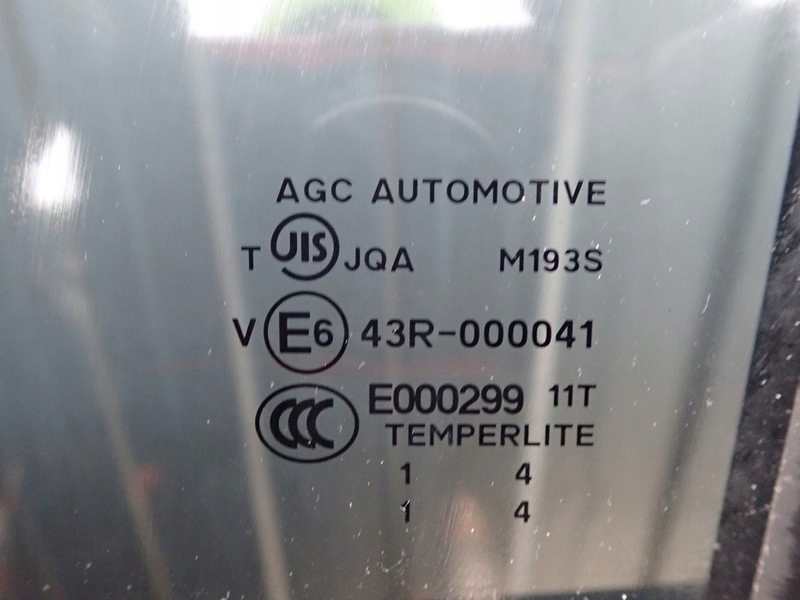 AGC AUTOMOTIVE
T JIS JQA M193S
V E6 43R-000041
CCC E000299 11T
TEMPERLITE
1 4
1 4